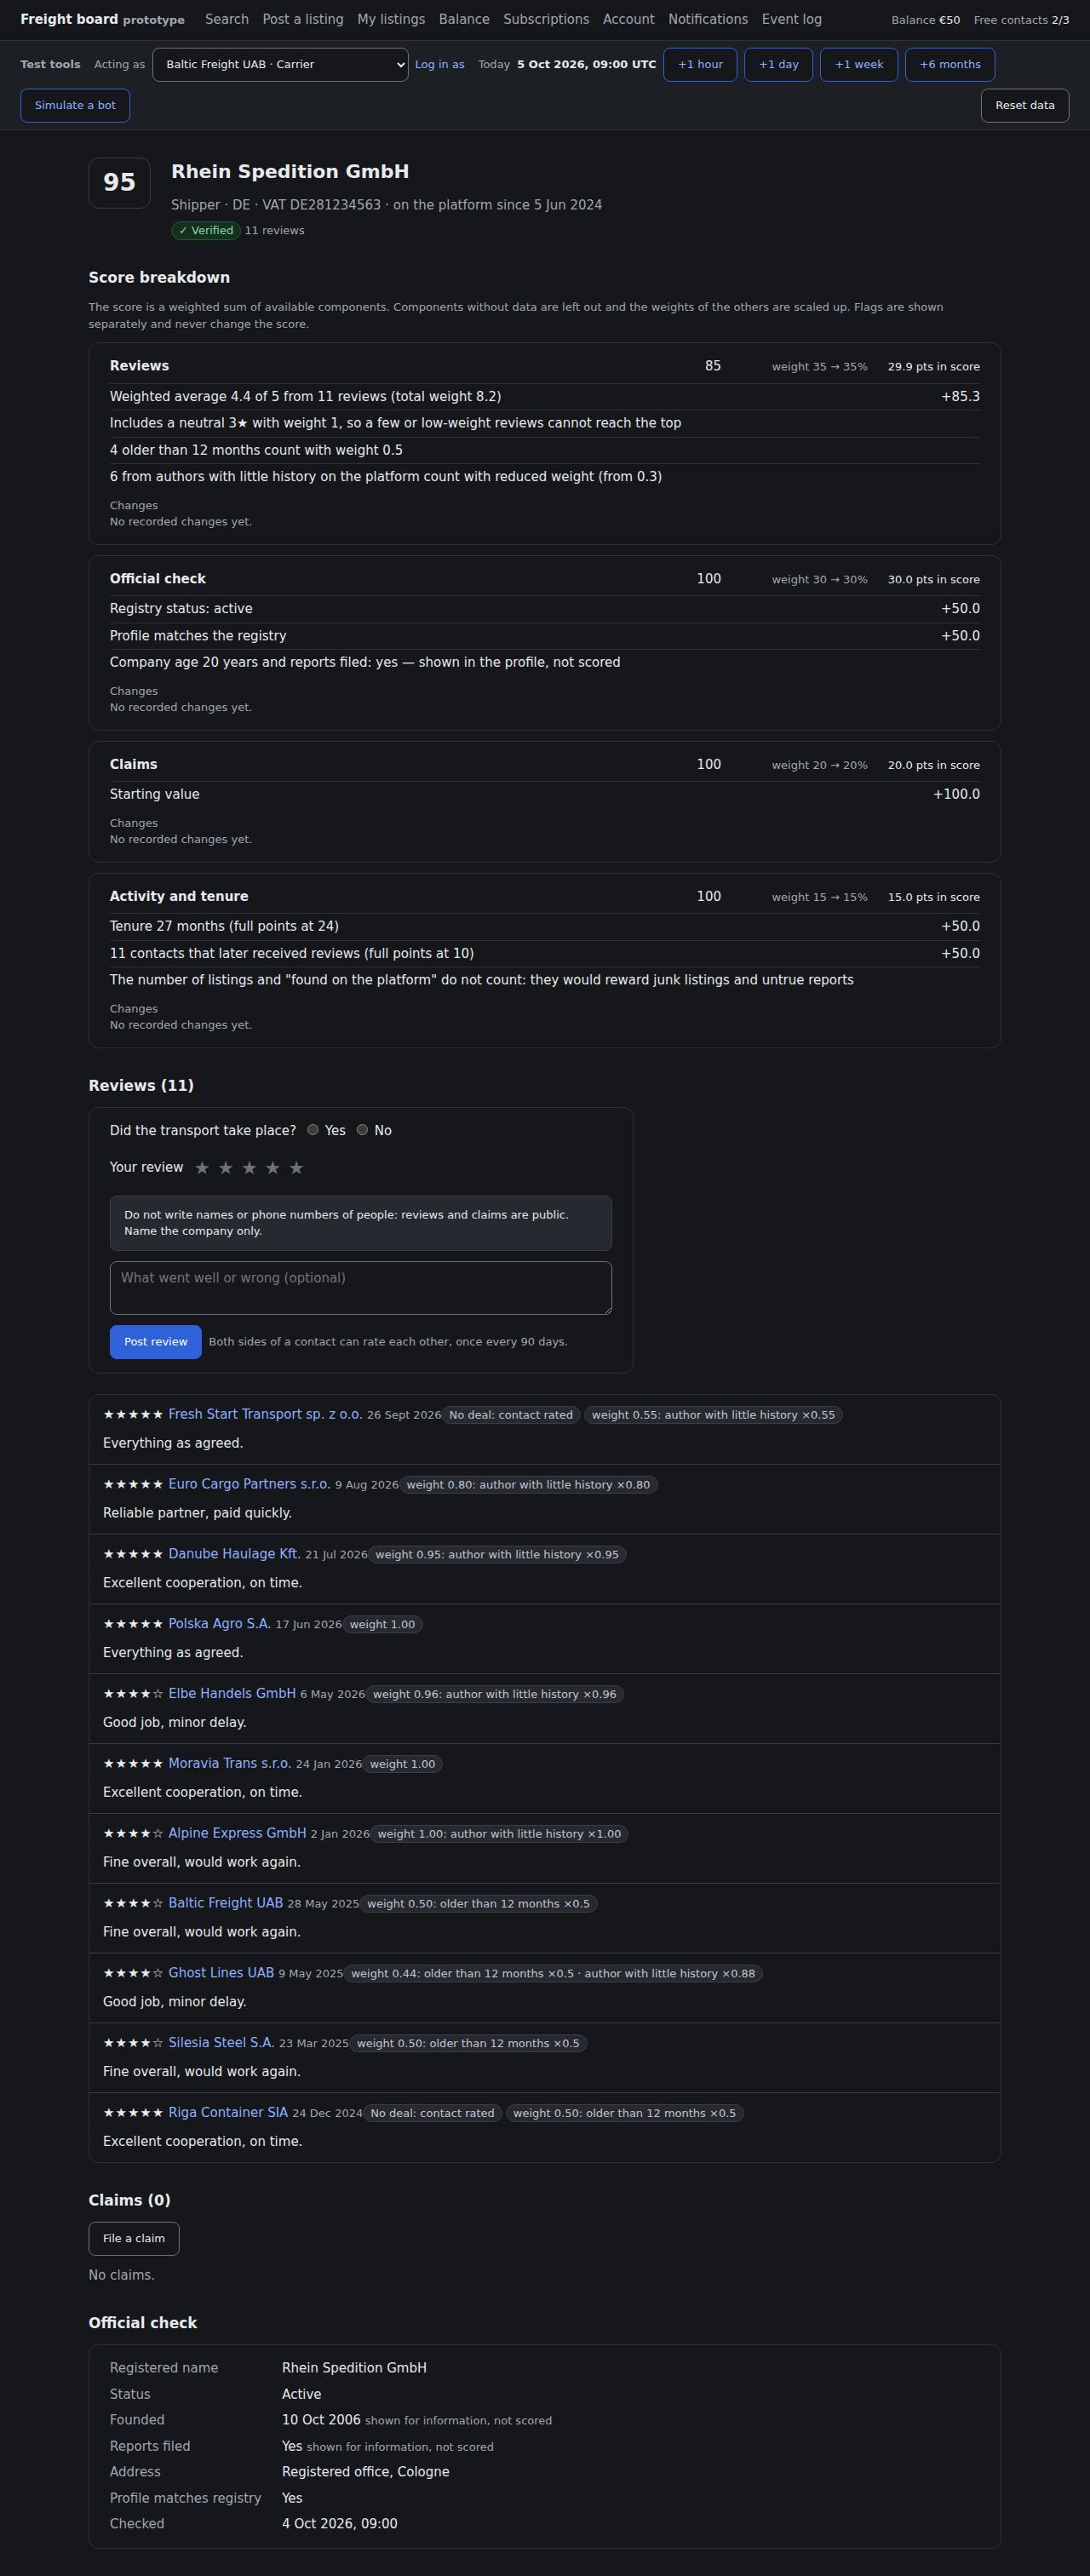 Freight board prototype Search Post a listing My listings Balance Subscriptions Account Notifications Event log Balance €50 Free contacts 2/3
Test tools Acting as Baltic Freight UAB · Carrier Log in as Today 5 Oct 2026, 09:00 UTC +1 hour +1 day +1 week +6 months
Simulate a bot Reset data
95 Rhein Spedition GmbH
Shipper · DE · VAT DE281234563 · on the platform since 5 Jun 2024
✓ Verified 11 reviews
Score breakdown
The score is a weighted sum of available components. Components without data are left out and the weights of the others are scaled up. Flags are shown
separately and never change the score.
Reviews 85 weight 35 → 35% 29.9 pts in score
Weighted average 4.4 of 5 from 11 reviews (total weight 8.2) +85.3
Includes a neutral 3★ with weight 1, so a few or low-weight reviews cannot reach the top
4 older than 12 months count with weight 0.5
6 from authors with little history on the platform count with reduced weight (from 0.3)
Changes
No recorded changes yet.
Official check 100 weight 30 → 30% 30.0 pts in score
Registry status: active +50.0
Profile matches the registry +50.0
Company age 20 years and reports filed: yes — shown in the profile, not scored
Changes
No recorded changes yet.
Claims 100 weight 20 → 20% 20.0 pts in score
Starting value +100.0
Changes
No recorded changes yet.
Activity and tenure 100 weight 15 → 15% 15.0 pts in score
Tenure 27 months (full points at 24) +50.0
11 contacts that later received reviews (full points at 10) +50.0
The number of listings and "found on the platform" do not count: they would reward junk listings and untrue reports
Changes
No recorded changes yet.
Reviews (11)
Did the transport take place? Yes No
Your review ★ ★ ★ ★ ★
Do not write names or phone numbers of people: reviews and claims are public.
Name the company only.
What went well or wrong (optional)
Post review Both sides of a contact can rate each other, once every 90 days.
★★★★★ Fresh Start Transport sp. z o.o. 26 Sept 2026 No deal: contact rated weight 0.55: author with little history ×0.55
Everything as agreed.
★★★★★ Euro Cargo Partners s.r.o. 9 Aug 2026 weight 0.80: author with little history ×0.80
Reliable partner, paid quickly.
★★★★★ Danube Haulage Kft. 21 Jul 2026 weight 0.95: author with little history ×0.95
Excellent cooperation, on time.
★★★★★ Polska Agro S.A. 17 Jun 2026 weight 1.00
Everything as agreed.
★★★★☆ Elbe Handels GmbH 6 May 2026 weight 0.96: author with little history ×0.96
Good job, minor delay.
★★★★★ Moravia Trans s.r.o. 24 Jan 2026 weight 1.00
Excellent cooperation, on time.
★★★★☆ Alpine Express GmbH 2 Jan 2026 weight 1.00: author with little history ×1.00
Fine overall, would work again.
★★★★☆ Baltic Freight UAB 28 May 2025 weight 0.50: older than 12 months ×0.5
Fine overall, would work again.
★★★★☆ Ghost Lines UAB 9 May 2025 weight 0.44: older than 12 months ×0.5 · author with little history ×0.88
Good job, minor delay.
★★★★☆ Silesia Steel S.A. 23 Mar 2025 weight 0.50: older than 12 months ×0.5
Fine overall, would work again.
★★★★★ Riga Container SIA 24 Dec 2024 No deal: contact rated weight 0.50: older than 12 months ×0.5
Excellent cooperation, on time.
Claims (0)
File a claim
No claims.
Official check
Registered name Rhein Spedition GmbH
Status Active
Founded 10 Oct 2006 shown for information, not scored
Reports filed Yes shown for information, not scored
Address Registered office, Cologne
Profile matches registry Yes
Checked 4 Oct 2026, 09:00